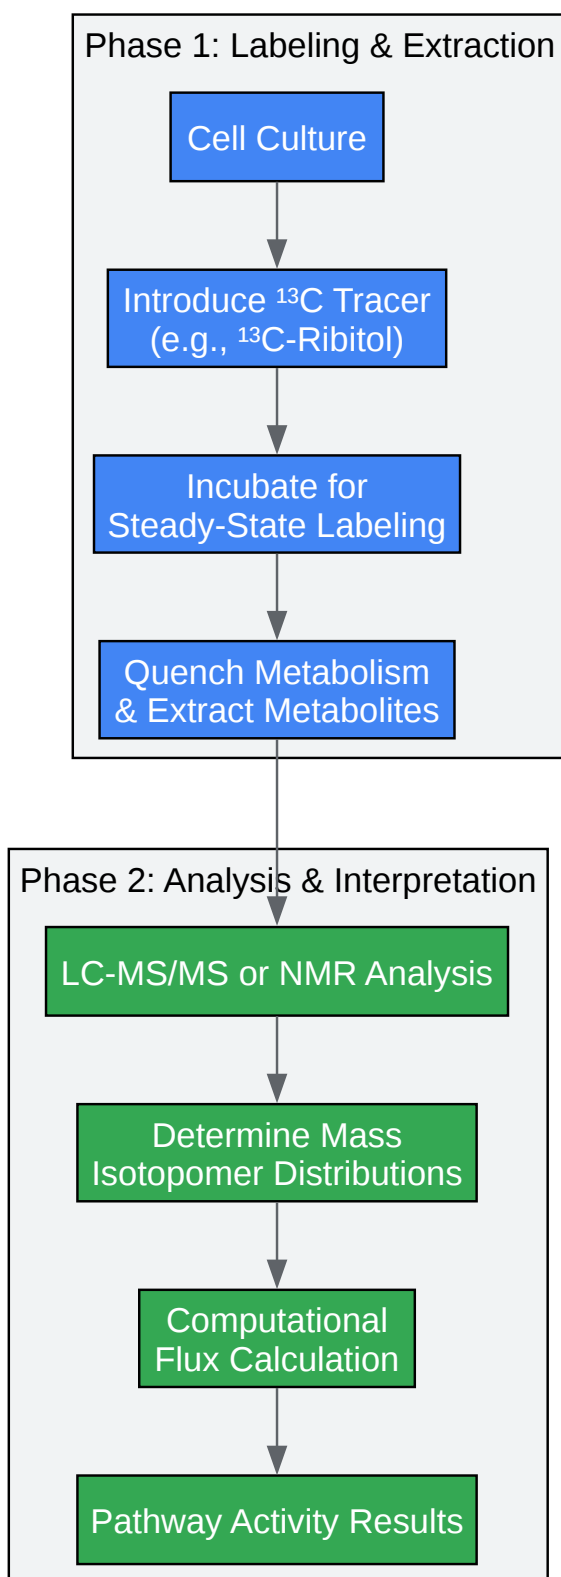 Phase 1: Labeling & Extraction
Cell Culture
Introduce ¹³C Tracer
(e.g., ¹³C-Ribitol)
Incubate for
Steady-State Labeling
Quench Metabolism
& Extract Metabolites
Phase 2: Analysis & Interpretation
LC-MS/MS or NMR Analysis
Determine Mass
Isotopomer Distributions
Computational
Flux Calculation
Pathway Activity Results